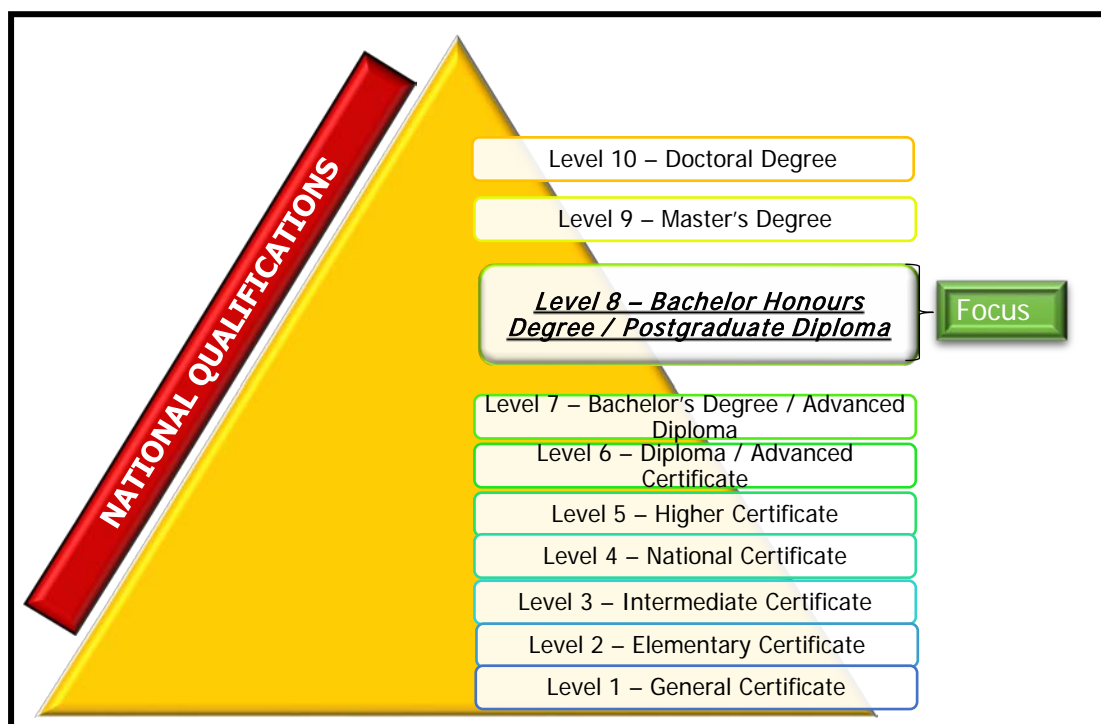 NATIONAL QUALIFICATIONS
Level 10 – Doctoral Degree
Level 9 – Master's Degree
Level 8 – Bachelor Honours
Degree / Postgraduate Diploma
Focus
Level 7 – Bachelor's Degree / Advanced
Diploma
Level 6 – Diploma / Advanced
Certificate
Level 5 – Higher Certificate
Level 4 – National Certificate
Level 3 – Intermediate Certificate
Level 2 – Elementary Certificate
Level 1 – General Certificate